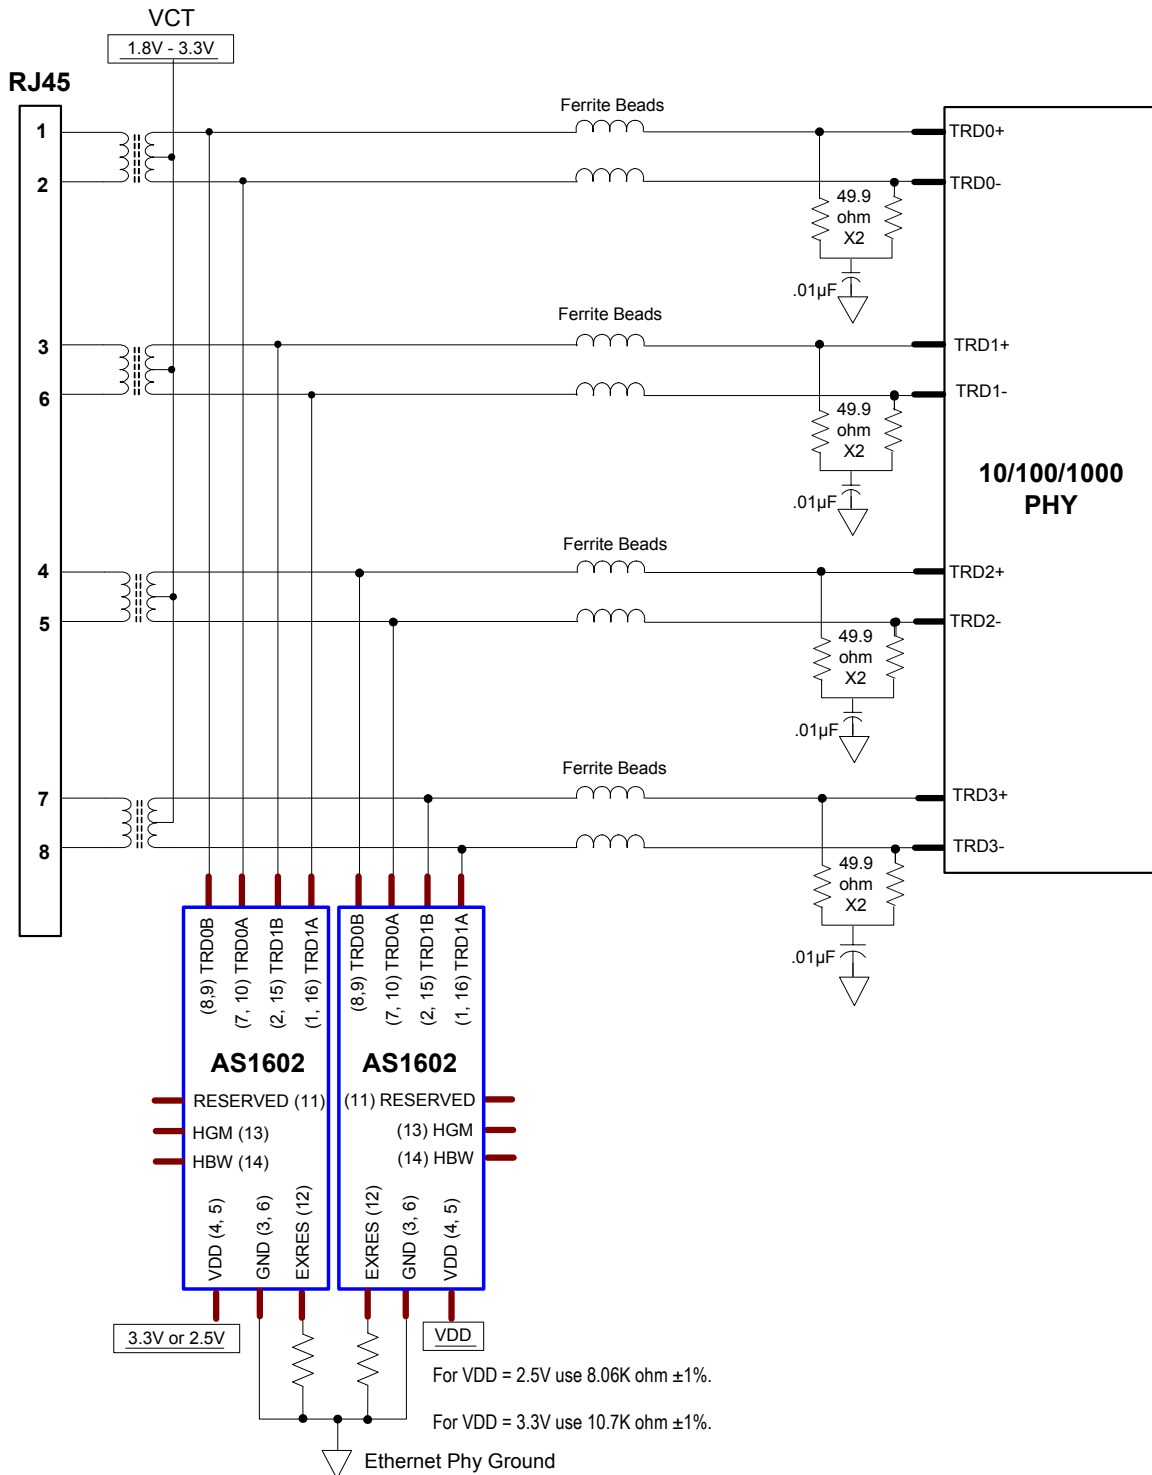 VCT
1.8V - 3.3V
RJ45
Ferrite Beads
1
TRD0+
2
TRD0-
49.9
ohm
X2
.01µF
Ferrite Beads
3
TRD1+
6
TRD1-
49.9
ohm
X2
.01µF
10/100/1000
PHY
Ferrite Beads
4
TRD2+
5
TRD2-
49.9
ohm
X2
.01µF
Ferrite Beads
7
TRD3+
8
TRD3-
49.9
ohm
X2
.01µF
(8,9) TRD0B
(7, 10) TRD0A
(2, 15) TRD1B
(1, 16) TRD1A
(8,9) TRD0B
(7, 10) TRD0A
(2, 15) TRD1B
(1, 16) TRD1A
AS1602
AS1602
RESERVED (11)
(11) RESERVED
HGM (13)
(13) HGM
HBW (14)
(14) HBW
VDD (4, 5)
GND (3, 6)
EXRES (12)
EXRES (12)
GND (3, 6)
VDD (4, 5)
3.3V or 2.5V
VDD
For VDD = 2.5V use 8.06K ohm ±1%.
For VDD = 3.3V use 10.7K ohm ±1%.
Ethernet Phy Ground